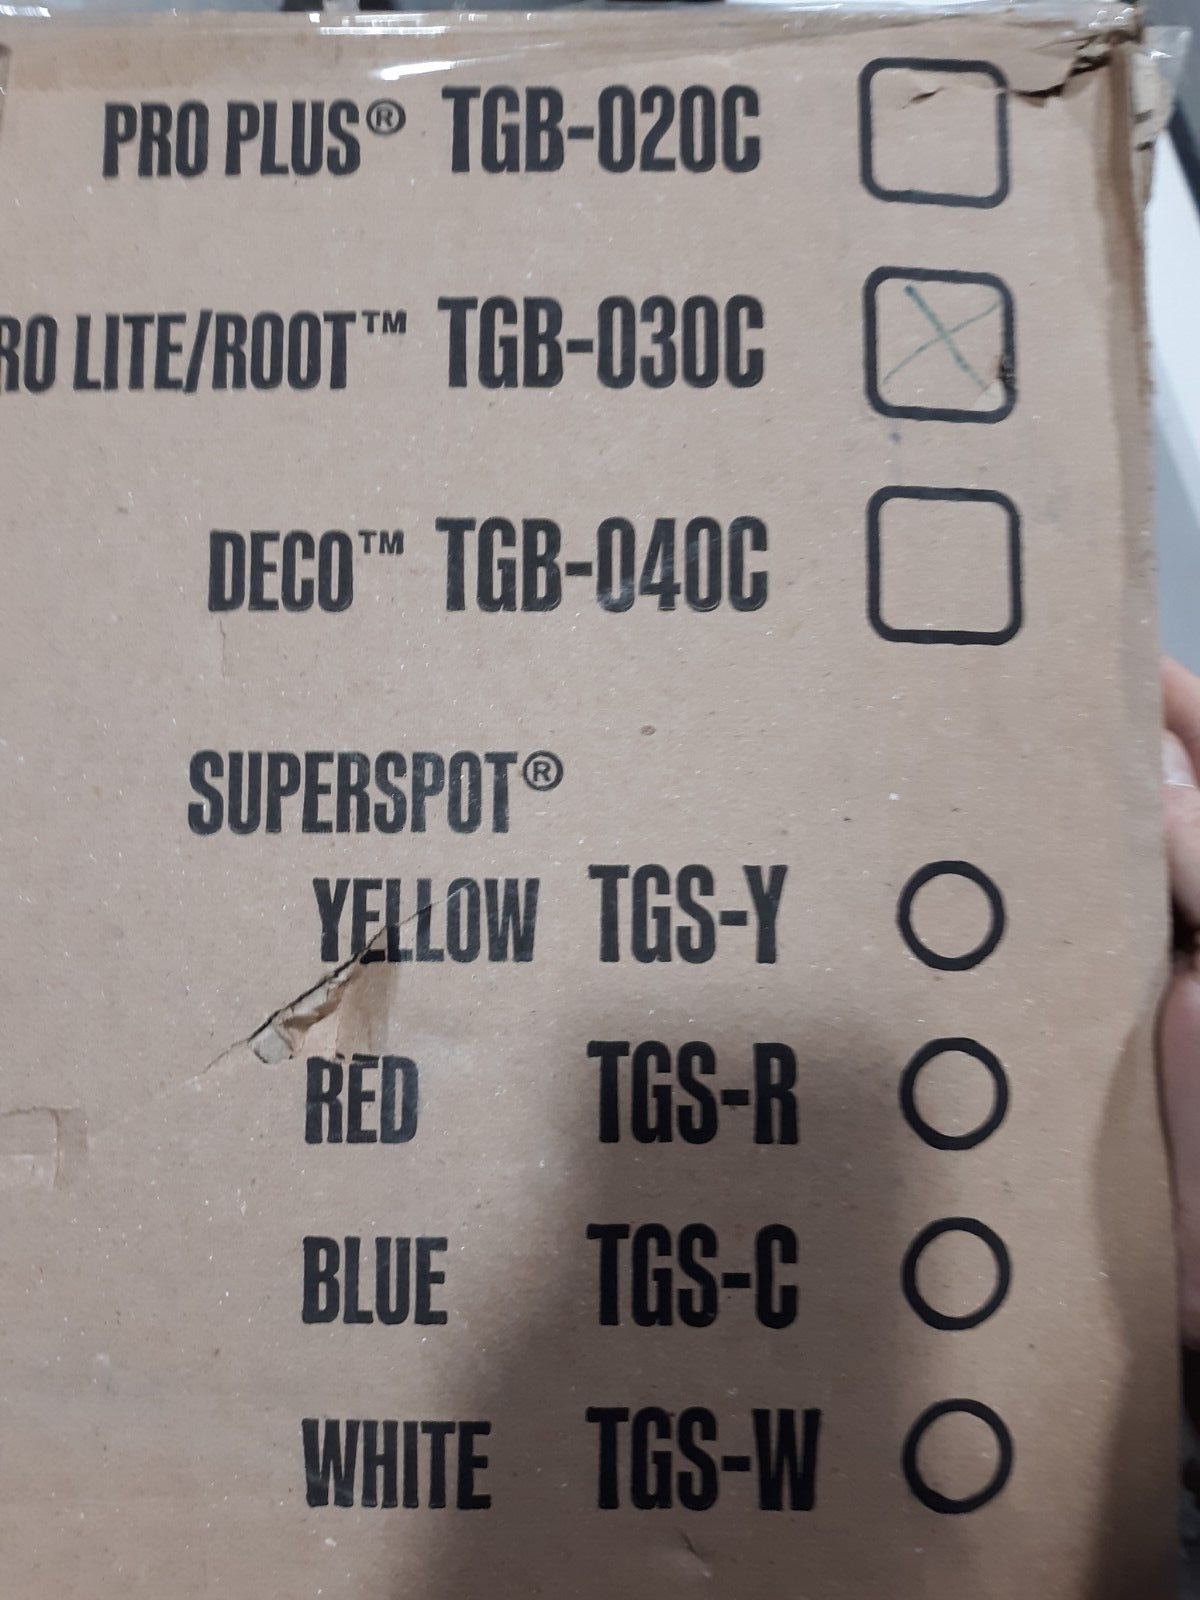 PRO PLUS® TGB-020C
RO LITE/ROOT™ TGB-030C
DECO™ TGB-040C
SUPERSPOT®
YELLOW TGS-Y
RED TGS-R
BLUE TGS-C
WHITE TGS-W